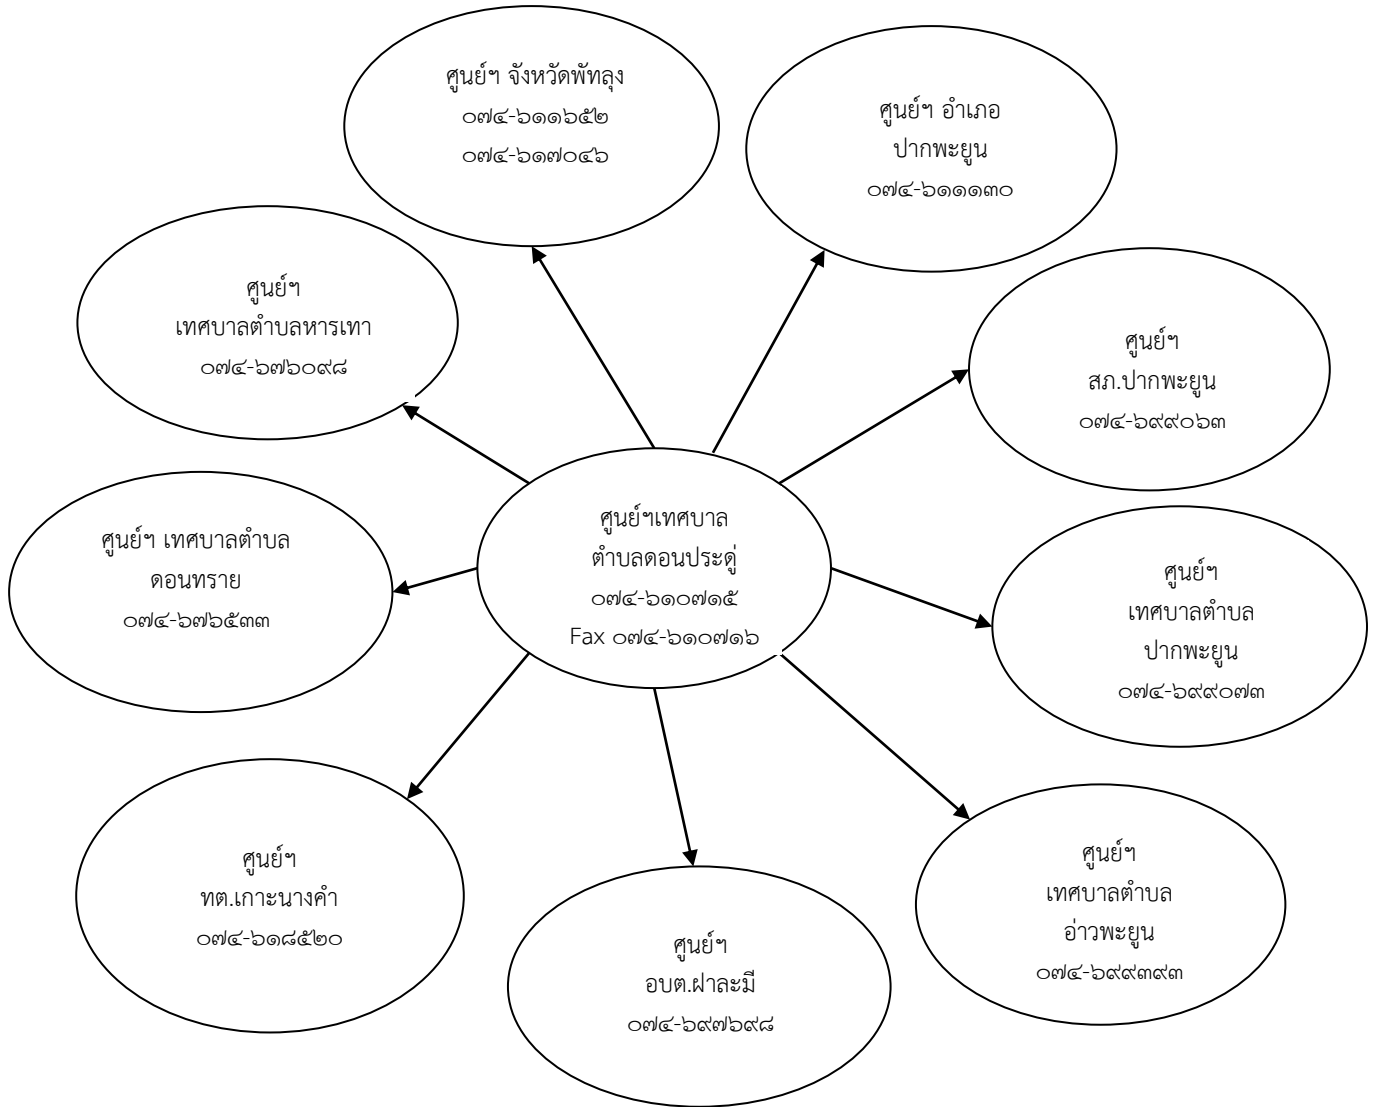 ศูนย์ฯ จังหวัดพัทลุง
๐๗๔-๖๑๑๖๕๒
๐๗๔-๖๑๗๐๔๖
ศูนย์ฯ อำเภอ
ปากพะยูน
๐๗๔-๖๑๑๑๓๐
ศูนย์ฯ
เทศบาลตำบลหารเทา
๐๗๔-๖๗๖๐๙๘
ศูนย์ฯ
สภ.ปากพะยูน
๐๗๔-๖๙๙๐๖๓
ศูนย์ฯเทศบาล
ตำบลดอนประดู่
๐๗๔-๖๑๐๗๑๕
Fax ๐๗๔-๖๑๐๗๑๖
ศูนย์ฯ เทศบาลตำบล
ดอนทราย
๐๗๔-๖๗๖๕๓๓
ศูนย์ฯ
เทศบาลตำบล
ปากพะยูน
๐๗๔-๖๙๙๐๗๓
ศูนย์ฯ
ทต.เกาะนางคำ
๐๗๔-๖๑๘๕๒๐
ศูนย์ฯ
เทศบาลตำบล
อ่าวพะยูน
๐๗๔-๖๙๙๓๙๓
ศูนย์ฯ
อบต.ฝาละมี
๐๗๔-๖๙๗๖๙๘